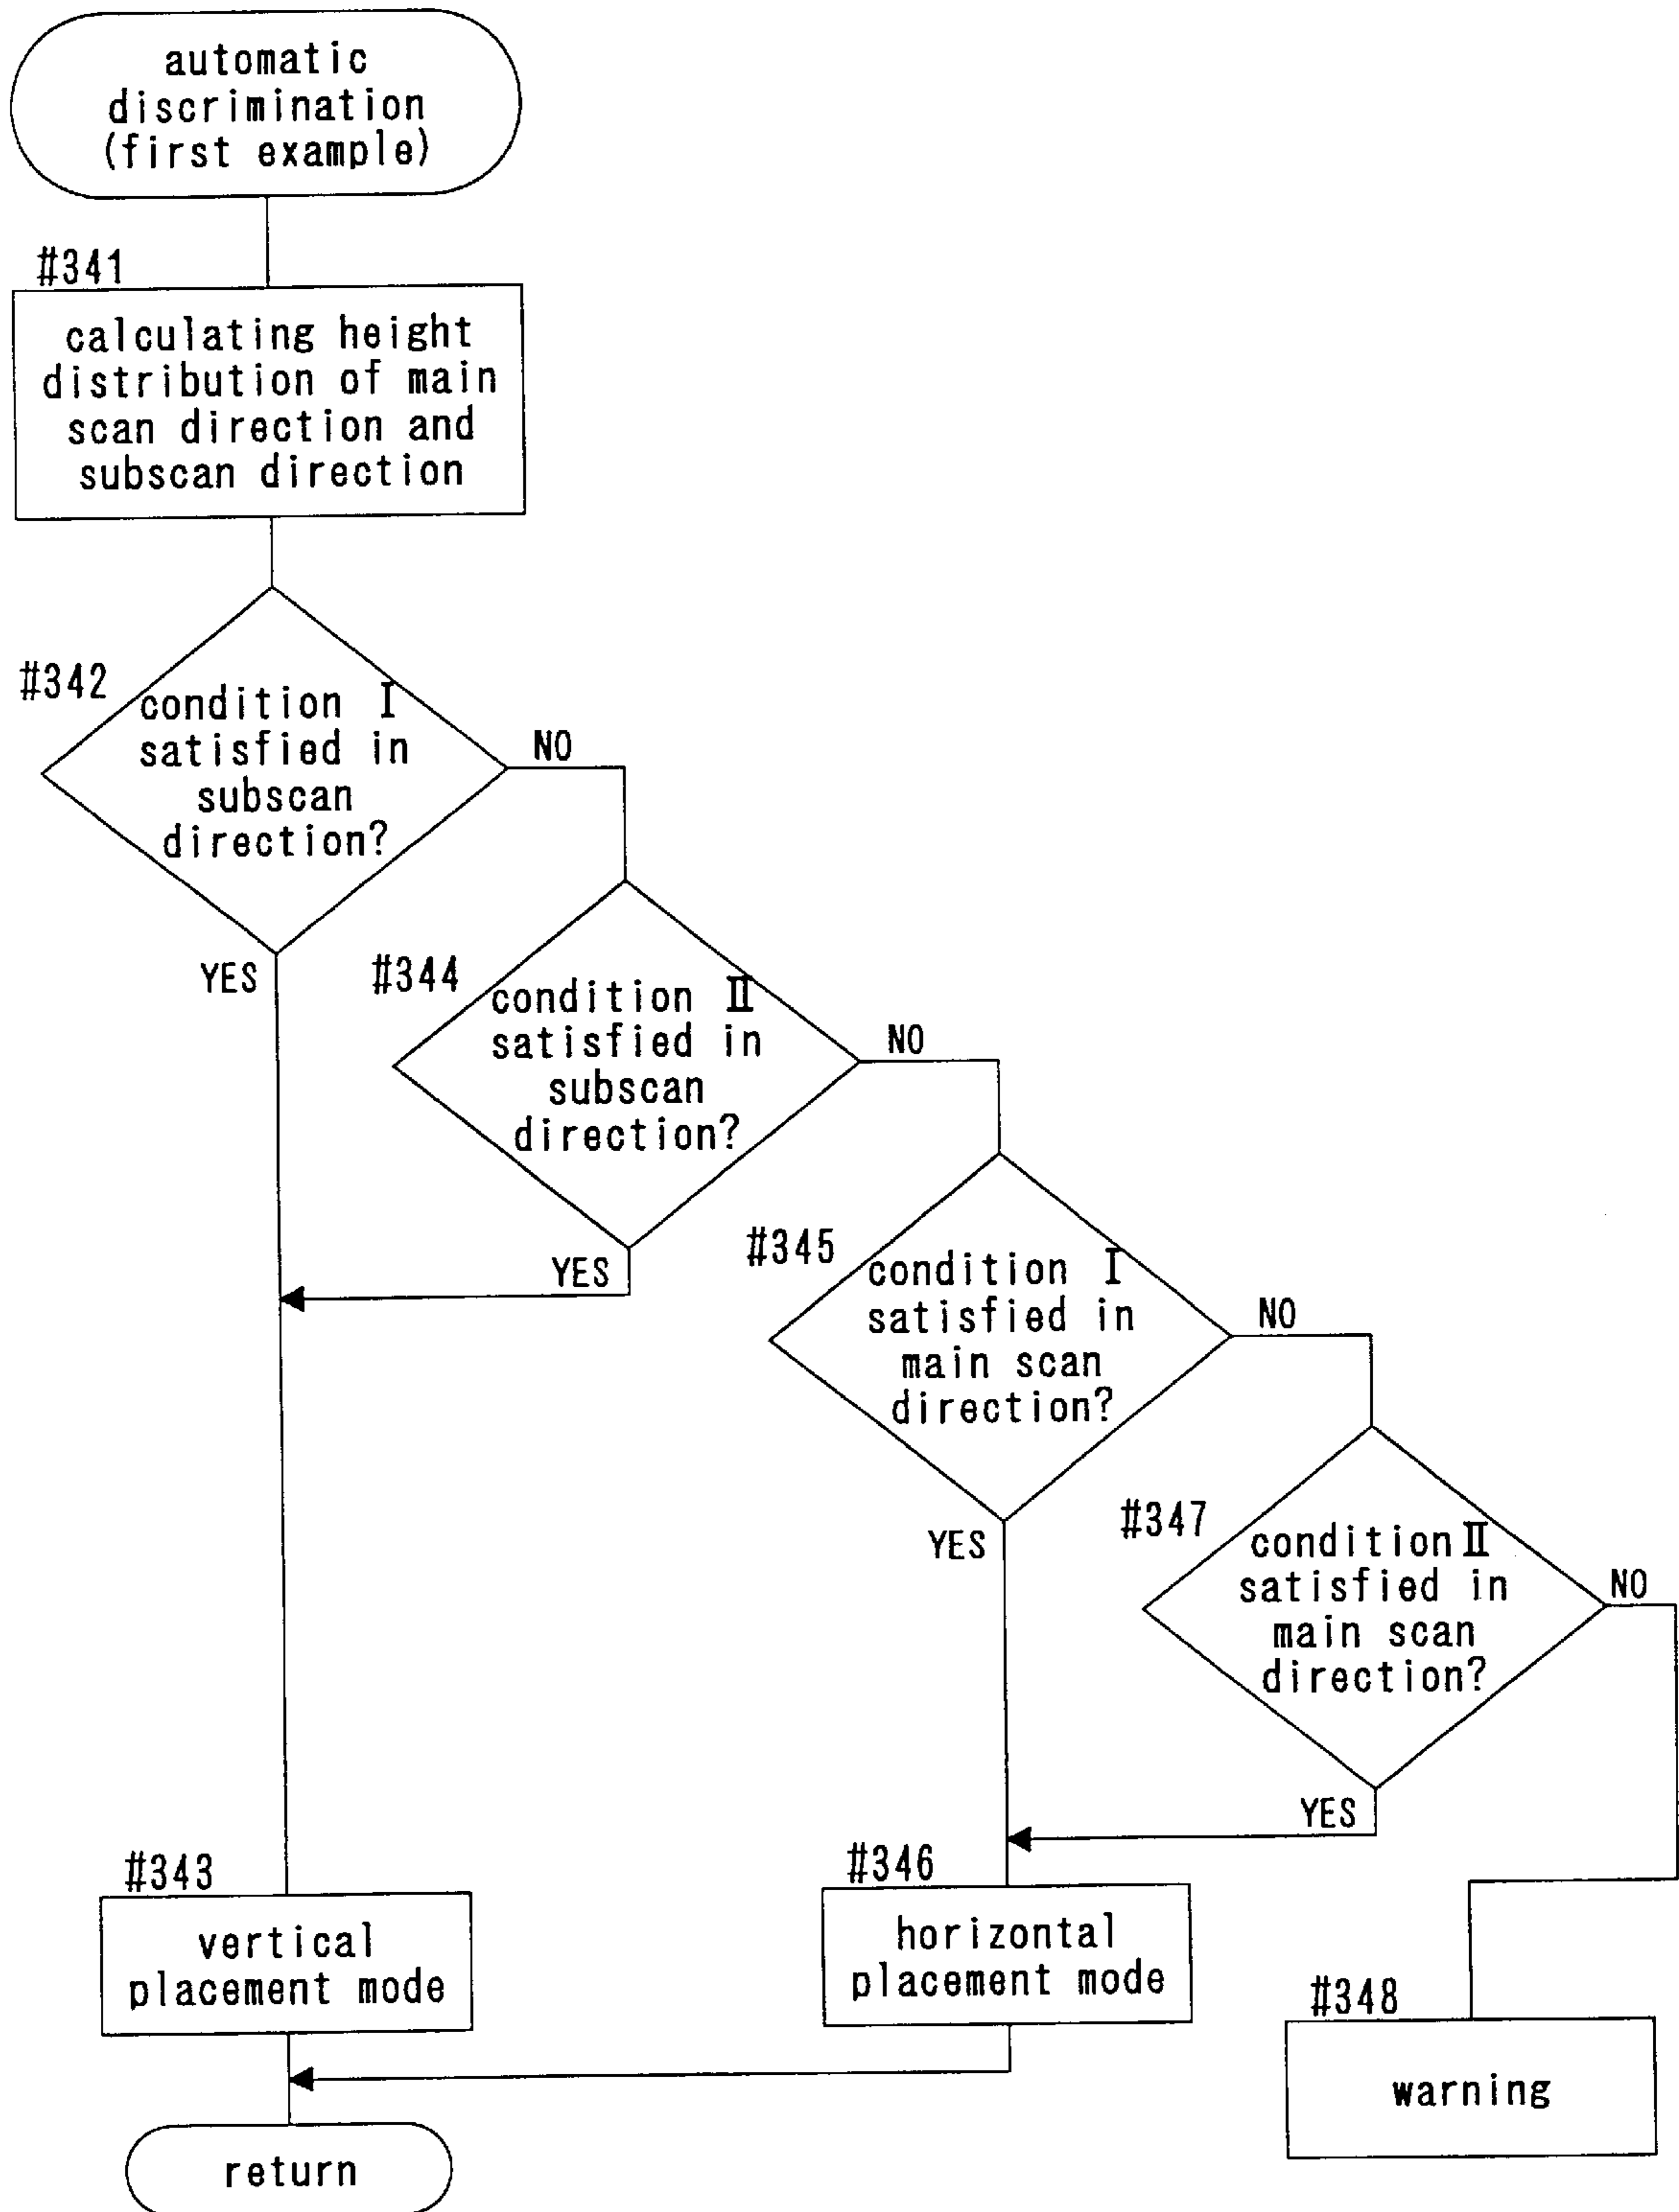 automatic
discrimination
(first example)
#341
calculating height
distribution of main
scan direction and
subscan direction
#342
condition I
satisfied in
subscan
direction?
NO
YES
#344
condition II
satisfied in
subscan
direction?
NO
YES
#345
condition I
satisfied in
main scan
direction?
NO
YES
#347
condition II
satisfied in
main scan
direction?
NO
YES
#343
vertical
placement mode
#346
horizontal
placement mode
#348
warning
return